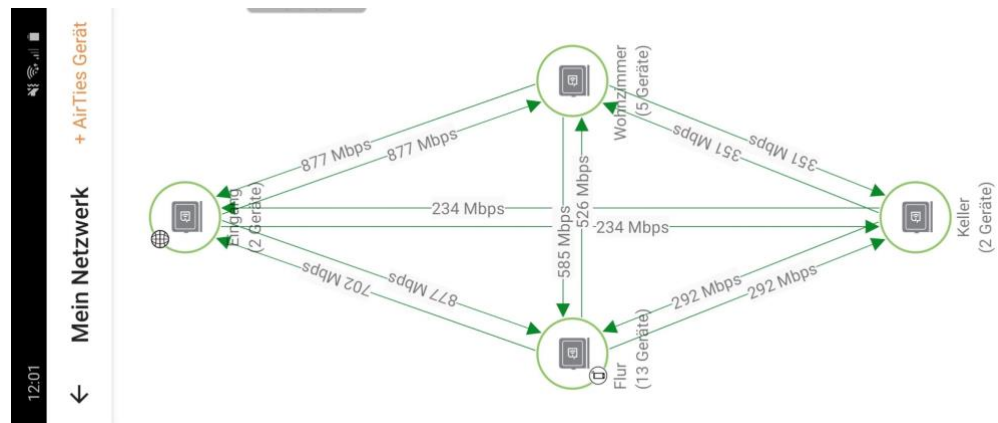 12:01
Mein Netzwerk
+ AirTies Gerät
Eingang
(2 Geräte)
702 Mbps
877 Mbps
234 Mbps
234 Mbps
877 Mbps
877 Mbps
Flur
(13 Geräte)
585 Mbps
526 Mbps
Wohnzimmer
(5 Geräte)
292 Mbps
292 Mbps
351 Mbps
351 Mbps
Keller
(2 Geräte)